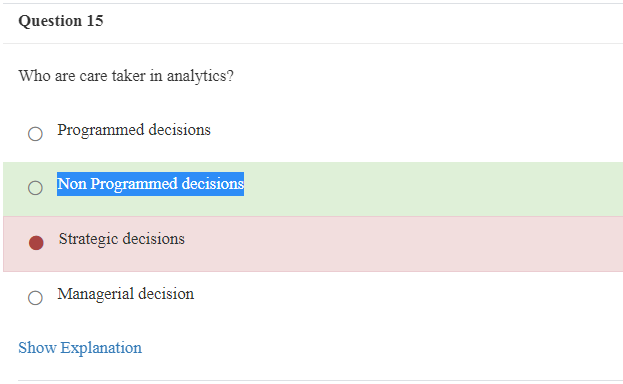 Question 15
Who are care taker in analytics?
Programmed decisions
Non Programmed decisions
Strategic decisions
Managerial decision
Show Explanation